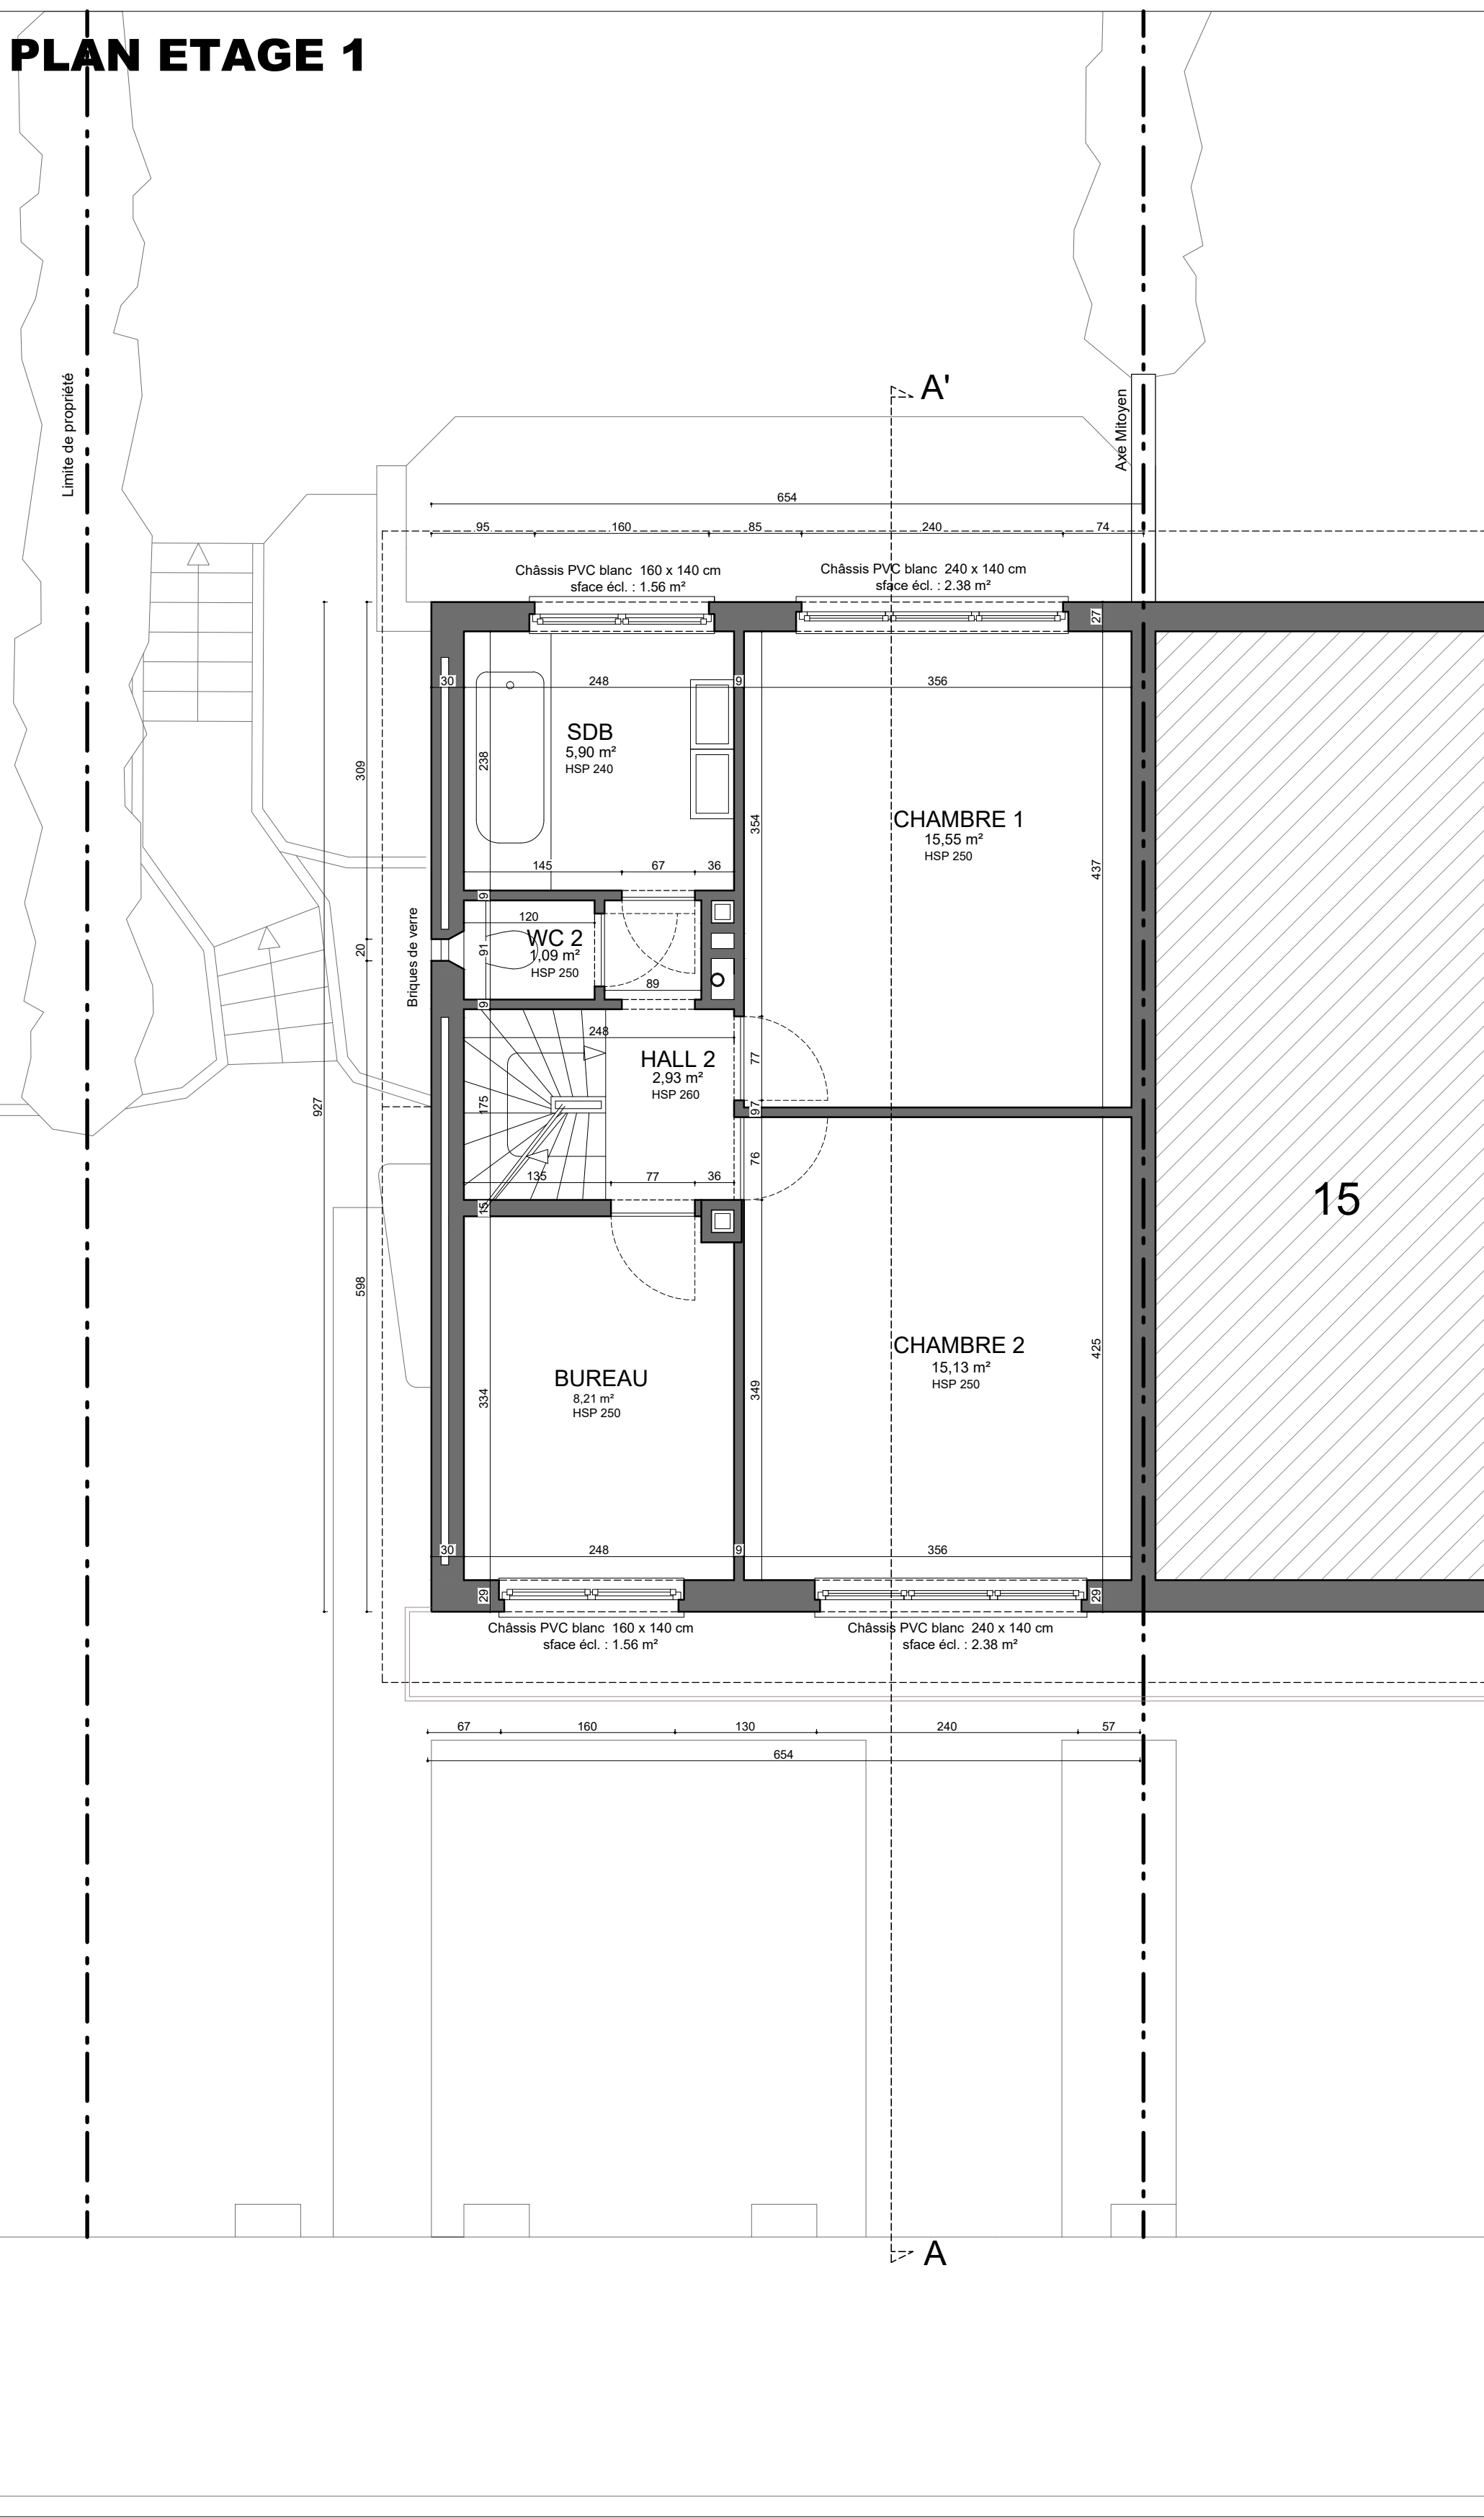 PLAN ETAGE 1
Limite de propriété
Axe Mitoyen
A'
654
95
160
85
240
74
Châssis PVC blanc 160 x 140 cm
sface écl. : 1.56 m²
Châssis PVC blanc 240 x 140 cm
sface écl. : 2.38 m²
27
30
248
9
356
SDB
5,90 m²
HSP 240
238
309
354
CHAMBRE 1
15,55 m²
HSP 250
437
145
67
36
9
120
WC 2
1,09 m²
HSP 250
91
20
Briques de verre
89
9
248
HALL 2
2,93 m²
HSP 260
77
175
927
97
76
135
77
36
15
15
598
BUREAU
8,21 m²
HSP 250
334
349
CHAMBRE 2
15,13 m²
HSP 250
425
30
248
9
356
29
29
Châssis PVC blanc 160 x 140 cm
sface écl. : 1.56 m²
Châssis PVC blanc 240 x 140 cm
sface écl. : 2.38 m²
67
160
130
240
57
654
A